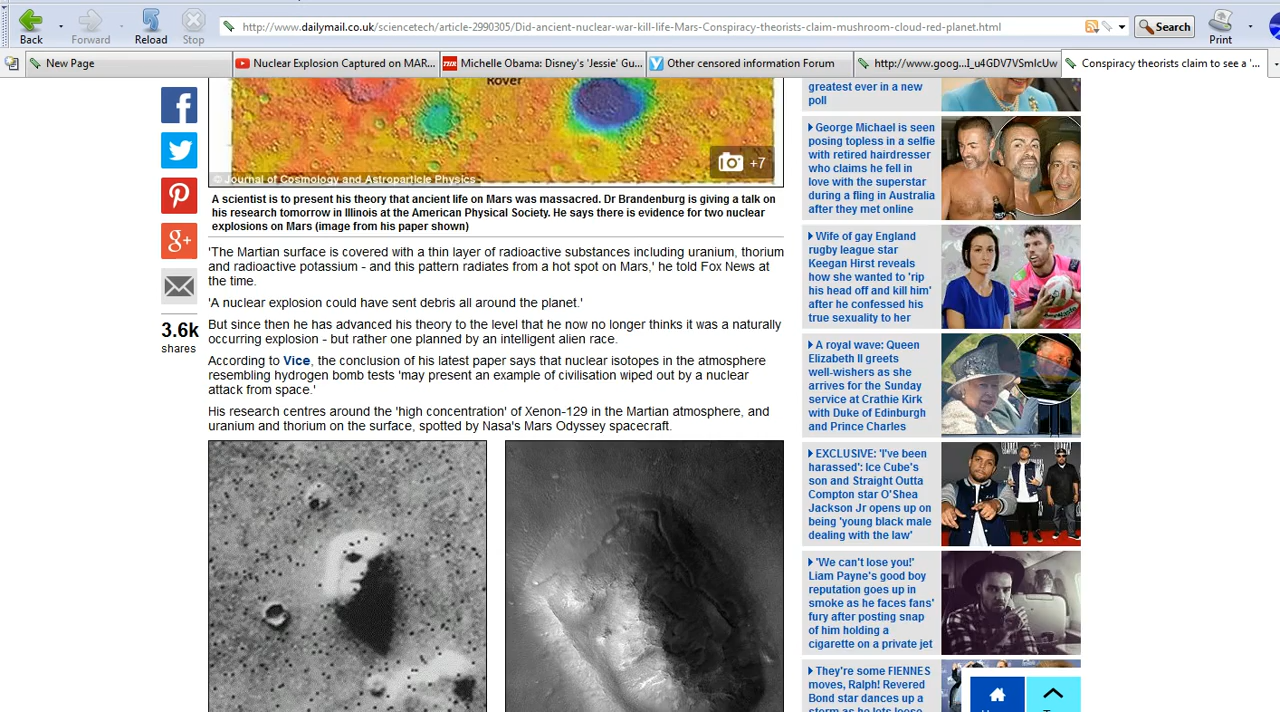 Back
Forward
Reload
Stop
http://www.dailymail.co.uk/sciencetech/article-2990305/Did-ancient-nuclear-war-kill-life-Mars-Conspiracy-theorists-claim-mushroom-cloud-red-planet.html
Search
Print
New Page
Nuclear Explosion Captured on MAR...
Michelle Obama: Disney's 'Jessie' Gu...
Other censored information Forum
http://www.goog...I_u4GDV7VSmIcUw
Conspiracy theorists claim to see a '...
Rover
+7
© Journal of Cosmology and Astroparticle Physics
A scientist is to present his theory that ancient life on Mars was massacred. Dr Brandenburg is giving a talk on
his research tomorrow in Illinois at the American Physical Society. He says there is evidence for two nuclear
explosions on Mars (image from his paper shown)
'The Martian surface is covered with a thin layer of radioactive substances including uranium, thorium
and radioactive potassium - and this pattern radiates from a hot spot on Mars,' he told Fox News at
the time.
'A nuclear explosion could have sent debris all around the planet.'
But since then he has advanced his theory to the level that he now no longer thinks it was a naturally
occurring explosion - but rather one planned by an intelligent alien race.
According to Vice, the conclusion of his latest paper says that nuclear isotopes in the atmosphere
resembling hydrogen bomb tests 'may present an example of civilisation wiped out by a nuclear
attack from space.'
His research centres around the 'high concentration' of Xenon-129 in the Martian atmosphere, and
uranium and thorium on the surface, spotted by Nasa's Mars Odyssey spacecraft.
3.6k
shares
greatest ever in a new
poll
George Michael is seen
posing topless in a selfie
with retired hairdresser
who claims he fell in
love with the superstar
during a fling in Australia
after they met online
Wife of gay England
rugby league star
Keegan Hirst reveals
how she wanted to 'rip
his head off and kill him'
after he confessed his
true sexuality to her
A royal wave: Queen
Elizabeth II greets
well-wishers as she
arrives for the Sunday
service at Crathie Kirk
with Duke of Edinburgh
and Prince Charles
EXCLUSIVE: 'I've been
harassed': Ice Cube's
son and Straight Outta
Compton star O'Shea
Jackson Jr opens up on
being 'young black male
dealing with the law'
'We can't lose you!'
Liam Payne's good boy
reputation goes up in
smoke as he faces fans'
fury after posting snap
of him holding a
cigarette on a private jet
They're some FIENNES
moves, Ralph! Revered
Bond star dances up a
storm as he lets loose